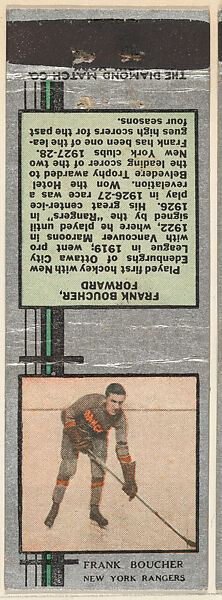 FRANK BOUCHER,
FORWARD
Played first hockey with New
Edenburghs of Ottawa City
League in 1919; went pro
with Vancouver Maroons in
1922, where he played until
signed by the "Rangers" in
1926. His great center-ice
play in 1926-27 race was a
revelation. Won the Hotel
Belvedere Trophy awarded to
the leading scorer of the two
New York clubs 1927-28.
Frank has been one of the lea-
gues high scorers for the past
four seasons.
THE DIAMOND MATCH CO.
FRANK BOUCHER
NEW YORK RANGERS